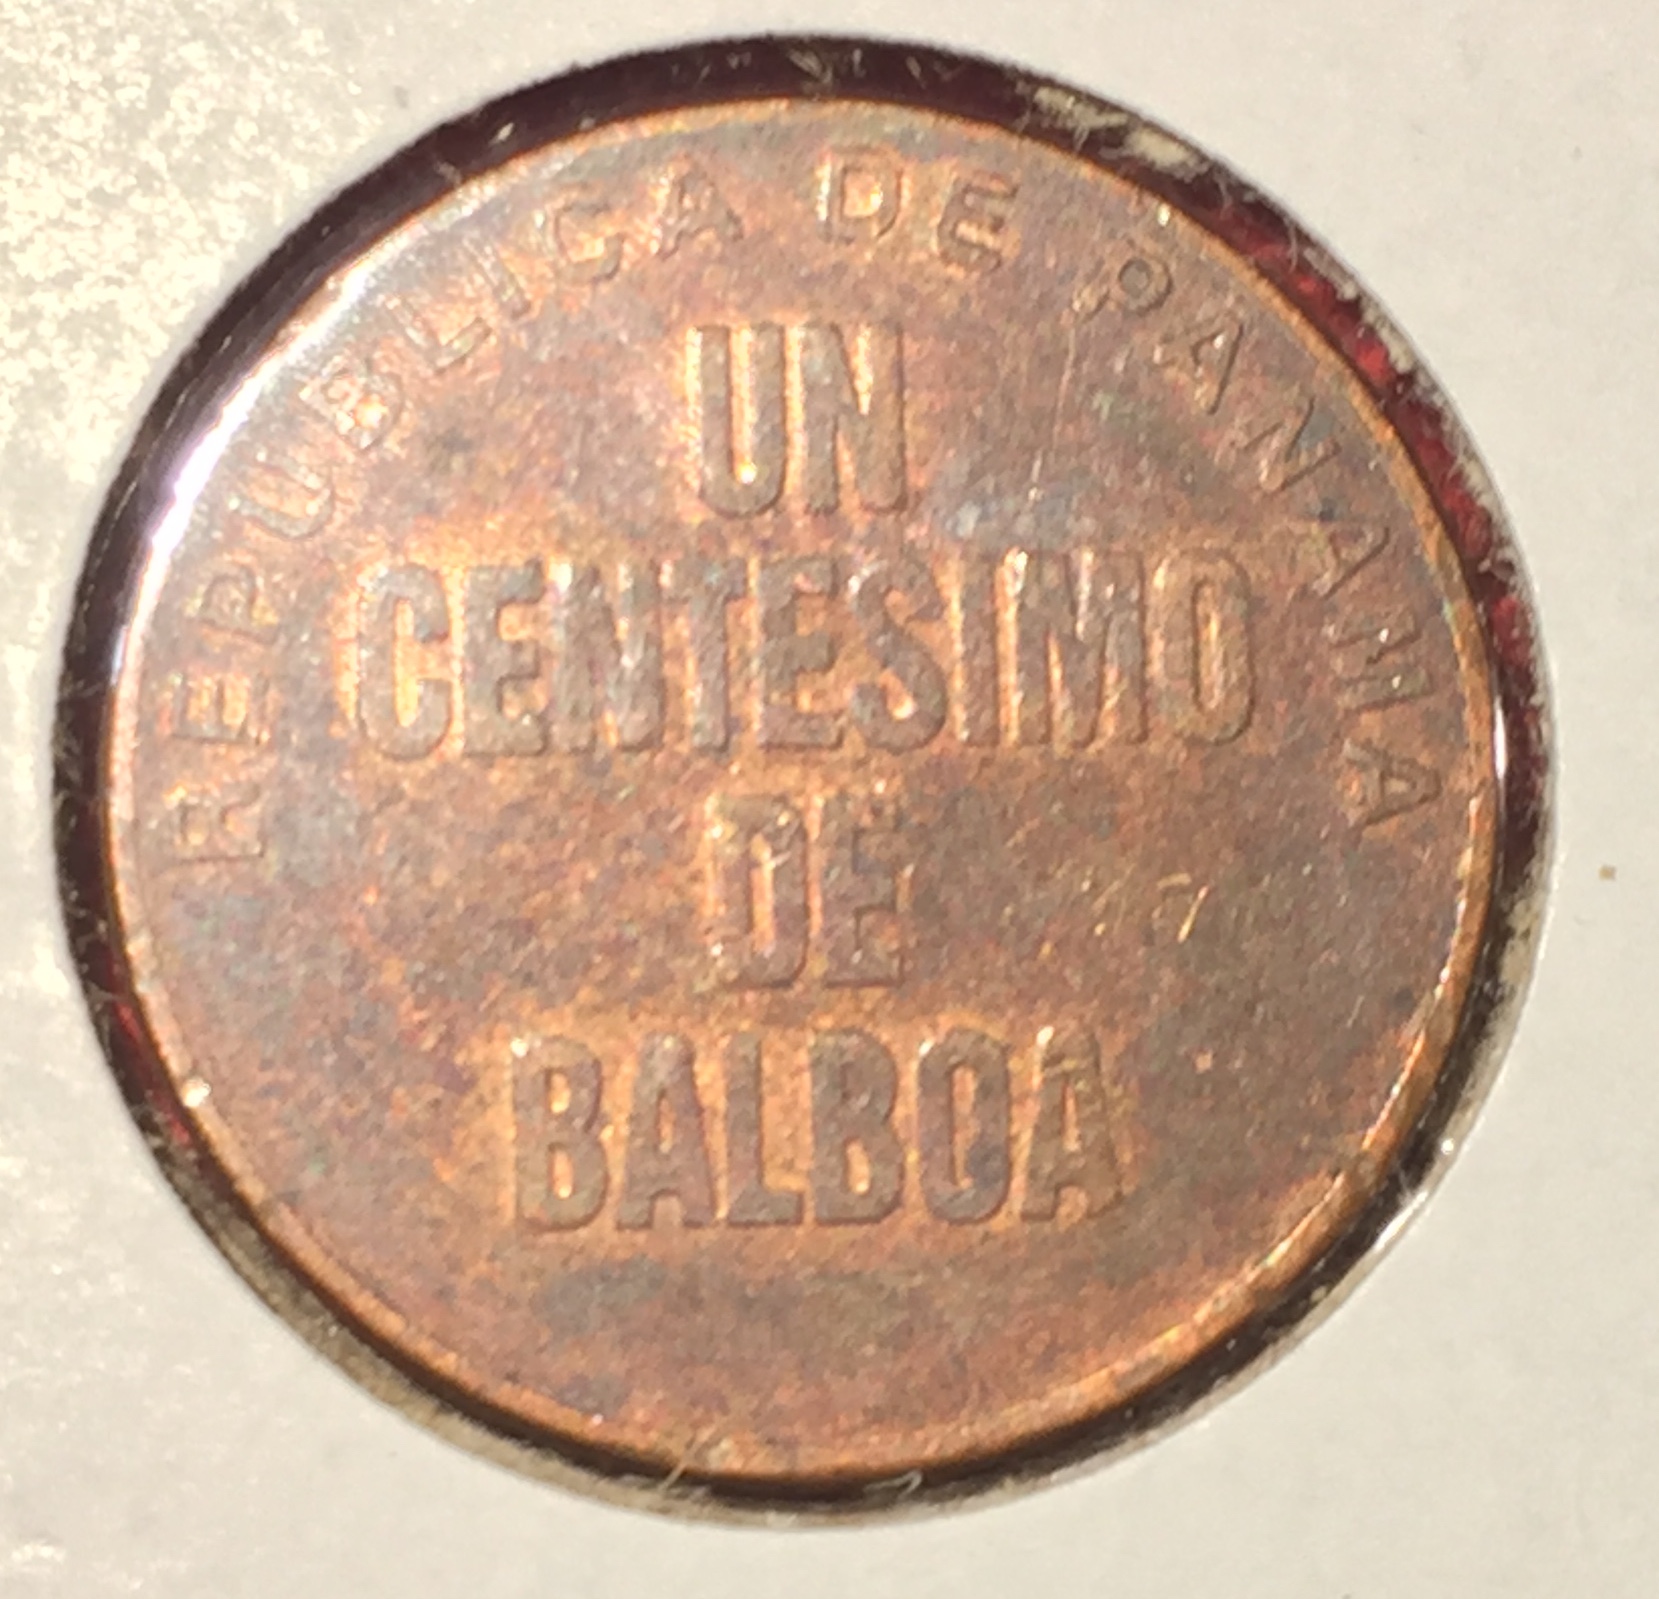 REPUBLICA DE PANAMA
UN
CENTESIMO
DE
BALBOA